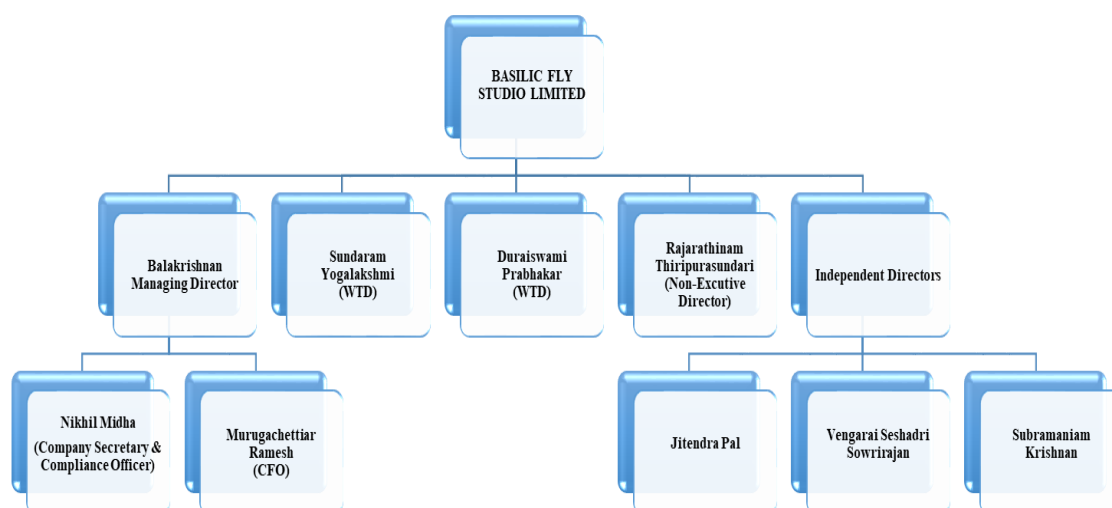 BASILIC FLY
STUDIO LIMITED
Balakrishnan
Managing Director
Sundaram
Yogalakshmi
(WTD)
Duraiswami
Prabhakar
(WTD)
Rajarathinam
Thiripurasundari
(Non-Excutive
Director)
Independent Directors
Nikhil Midha
(Company Secretary &
Compliance Officer)
Murugachettiar
Ramesh
(CFO)
Jitendra Pal
Vengarai Seshadri
Sowrirajan
Subramaniam
Krishnan